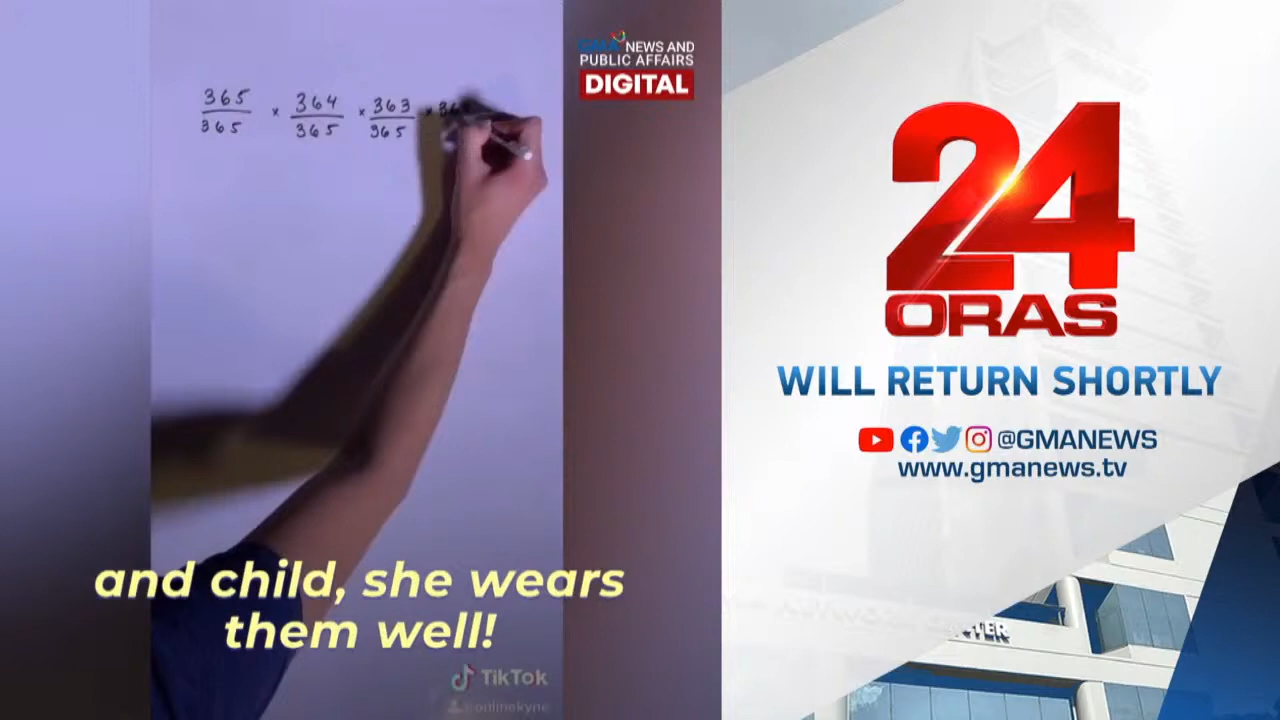 365 × 364 × 363 ×
365 365 365
GMA NEWS AND
PUBLIC AFFAIRS
DIGITAL
and child, she wears
them well!
TikTok
@onlinekyne
24
ORAS
WILL RETURN SHORTLY
@GMANEWS
www.gmanews.tv